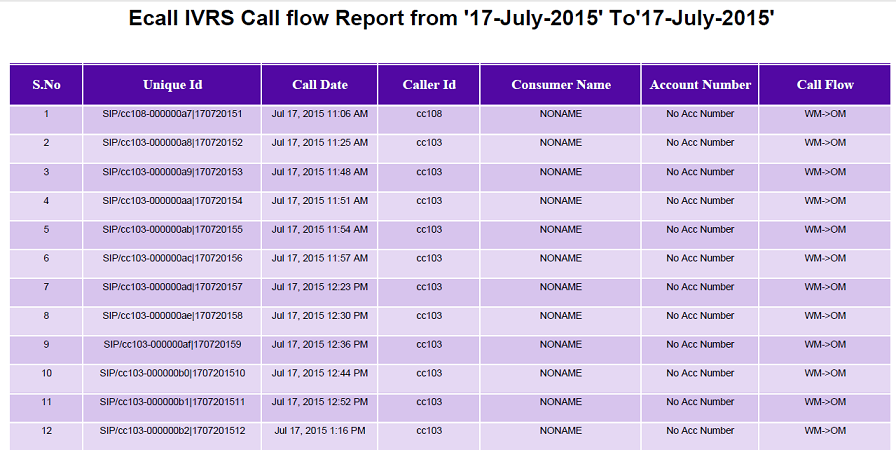 Ecall IVRS Call flow Report from '17-July-2015' To'17-July-2015'
S.No Unique Id Call Date Caller Id Consumer Name Account Number Call Flow
1 SIP/cc108-000000a7|170720151 Jul 17, 2015 11:06 AM cc108 NONAME No Acc Number WM->OM
2 SIP/cc103-000000a8|170720152 Jul 17, 2015 11:25 AM cc103 NONAME No Acc Number WM->OM
3 SIP/cc103-000000a9|170720153 Jul 17, 2015 11:48 AM cc103 NONAME No Acc Number WM->OM
4 SIP/cc103-000000aa|170720154 Jul 17, 2015 11:51 AM cc103 NONAME No Acc Number WM->OM
5 SIP/cc103-000000ab|170720155 Jul 17, 2015 11:54 AM cc103 NONAME No Acc Number WM->OM
6 SIP/cc103-000000ac|170720156 Jul 17, 2015 11:57 AM cc103 NONAME No Acc Number WM->OM
7 SIP/cc103-000000ad|170720157 Jul 17, 2015 12:23 PM cc103 NONAME No Acc Number WM->OM
8 SIP/cc103-000000ae|170720158 Jul 17, 2015 12:30 PM cc103 NONAME No Acc Number WM->OM
9 SIP/cc103-000000af|170720159 Jul 17, 2015 12:36 PM cc103 NONAME No Acc Number WM->OM
10 SIP/cc103-000000b0|1707201510 Jul 17, 2015 12:44 PM cc103 NONAME No Acc Number WM->OM
11 SIP/cc103-000000b1|1707201511 Jul 17, 2015 12:52 PM cc103 NONAME No Acc Number WM->OM
12 SIP/cc103-000000b2|1707201512 Jul 17, 2015 1:16 PM cc103 NONAME No Acc Number WM->OM